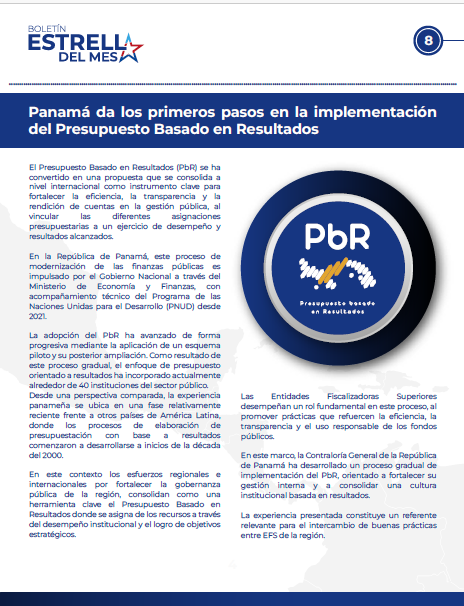 BOLETÍN
ESTRELLA
DEL MES
8
Panamá da los primeros pasos en la implementación
del Presupuesto Basado en Resultados
El Presupuesto Basado en Resultados (PbR) se ha
convertido en una propuesta que se consolida a
nivel internacional como instrumento clave para
fortalecer la eficiencia, la transparencia y la
rendición de cuentas en la gestión pública, al
vincular las diferentes asignaciones
presupuestarias a un ejercicio de desempeño y
resultados alcanzados.
En la República de Panamá, este proceso de
modernización de las finanzas públicas es
impulsado por el Gobierno Nacional a través del
Ministerio de Economía y Finanzas, con
acompañamiento técnico del Programa de las
Naciones Unidas para el Desarrollo (PNUD) desde
2021.
La adopción del PbR ha avanzado de forma
progresiva mediante la aplicación de un esquema
piloto y su posterior ampliación. Como resultado de
este proceso gradual, el enfoque de presupuesto
orientado a resultados ha incorporado actualmente
alrededor de 40 instituciones del sector público.
Desde una perspectiva comparada, la experiencia
panameña se ubica en una fase relativamente
reciente frente a otros países de América Latina,
donde los procesos de elaboración de
presupuestación con base a resultados
comenzaron a desarrollarse a inicios de la década
del 2000.
En este contexto los esfuerzos regionales e
internacionales por fortalecer la gobernanza
pública de la región, consolidan como una
herramienta clave el Presupuesto Basado en
Resultados donde se asigna de los recursos a través
del desempeño institucional y el logro de objetivos
estratégicos.
PbR
Presupuesto basado
en Resultados
Las Entidades Fiscalizadoras Superiores
desempeñan un rol fundamental en este proceso, al
promover prácticas que refuercen la eficiencia, la
transparencia y el uso responsable de los fondos
públicos.
En este marco, la Contraloría General de la República
de Panamá ha desarrollado un proceso gradual de
implementación del PbR, orientado a fortalecer su
gestión interna y a consolidar una cultura
institucional basada en resultados.
La experiencia presentada constituye un referente
relevante para el intercambio de buenas prácticas
entre EFS de la región.